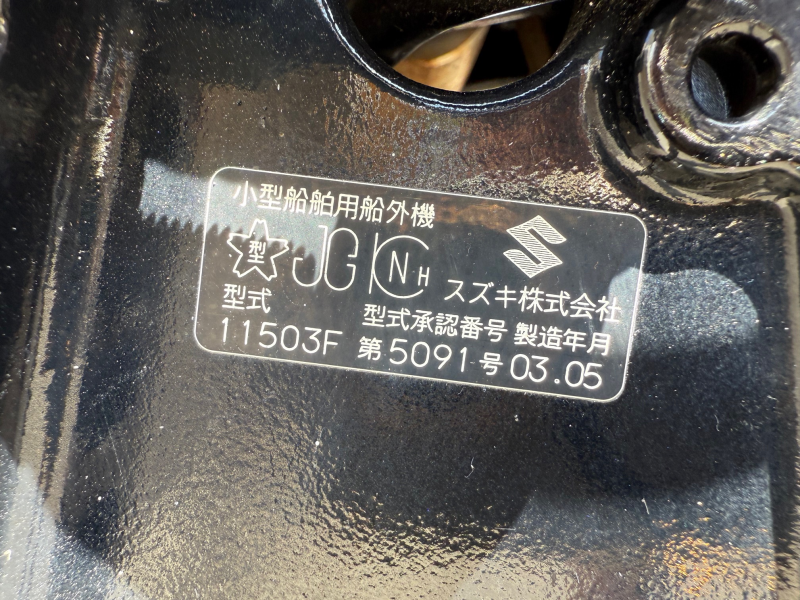 小型船舶用船外機
型 JG NH スズキ株式会社
型式 型式承認番号 製造年月
11503F 第5091号 03.05